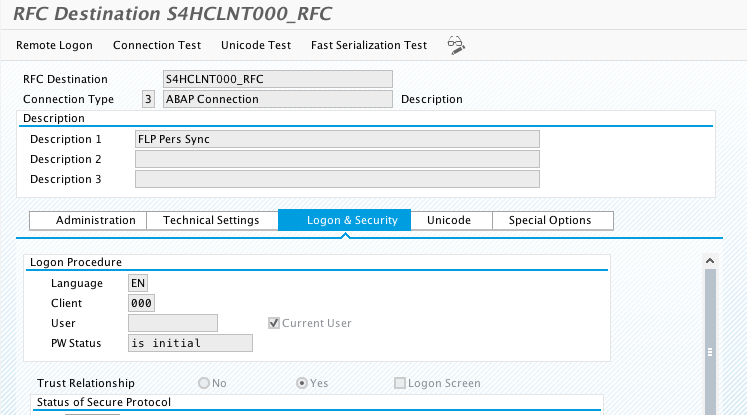 RFC Destination S4HCLNT000_RFC
Remote Logon Connection Test Unicode Test Fast Serialization Test
RFC Destination S4HCLNT000_RFC
Connection Type 3 ABAP Connection Description
Description
Description 1 FLP Pers Sync
Description 2
Description 3
Administration Technical Settings Logon & Security Unicode Special Options
Logon Procedure
Language EN
Client 000
User Current User
PW Status is initial
Trust Relationship No Yes Logon Screen
Status of Secure Protocol